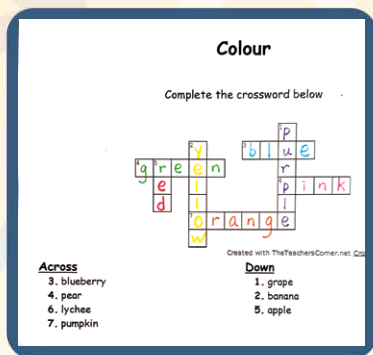 Colour
Complete the crossword below
purple
yellow
blue
green
red
pink
orange
Created with TheTeachersCorner.net
Across
3. blueberry
4. pear
6. lychee
7. pumpkin
Down
1. grape
2. banana
5. apple